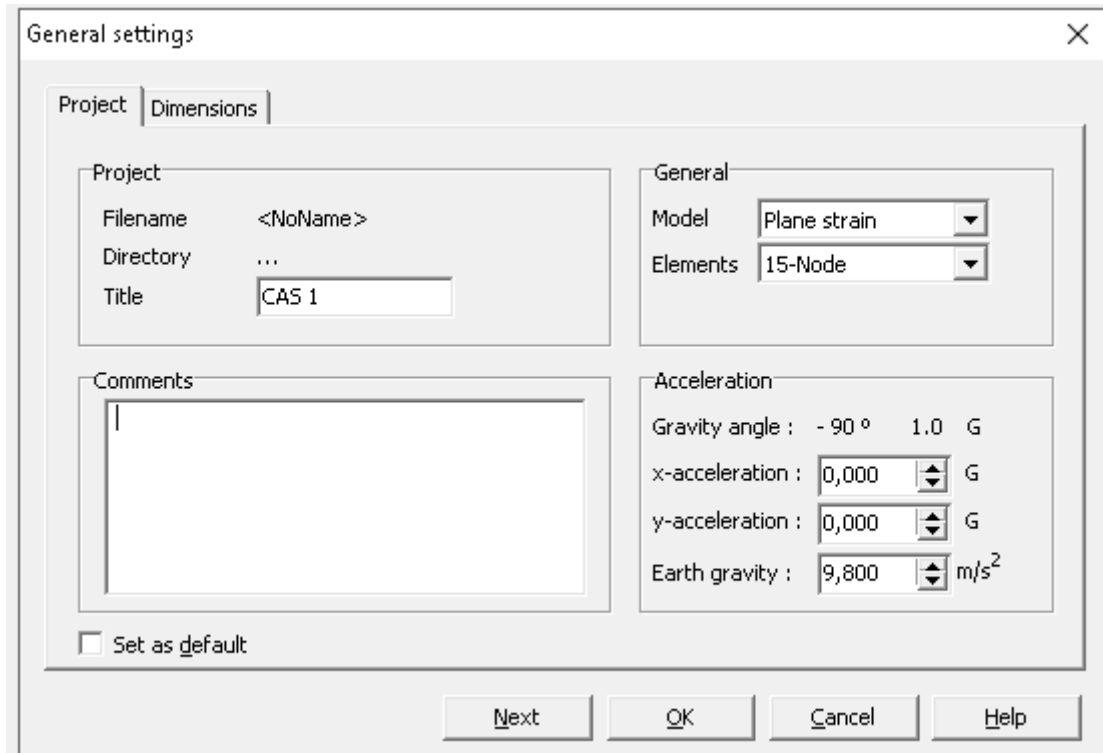 General settings
Project
Dimensions
Project
Filename <NoName>
Directory ...
Title CAS 1
General
Model Plane strain
Elements 15-Node
Comments
Acceleration
Gravity angle : - 90 º 1.0 G
x-acceleration : 0,000 G
y-acceleration : 0,000 G
Earth gravity : 9,800 m/s²
Set as default
Next
OK
Cancel
Help